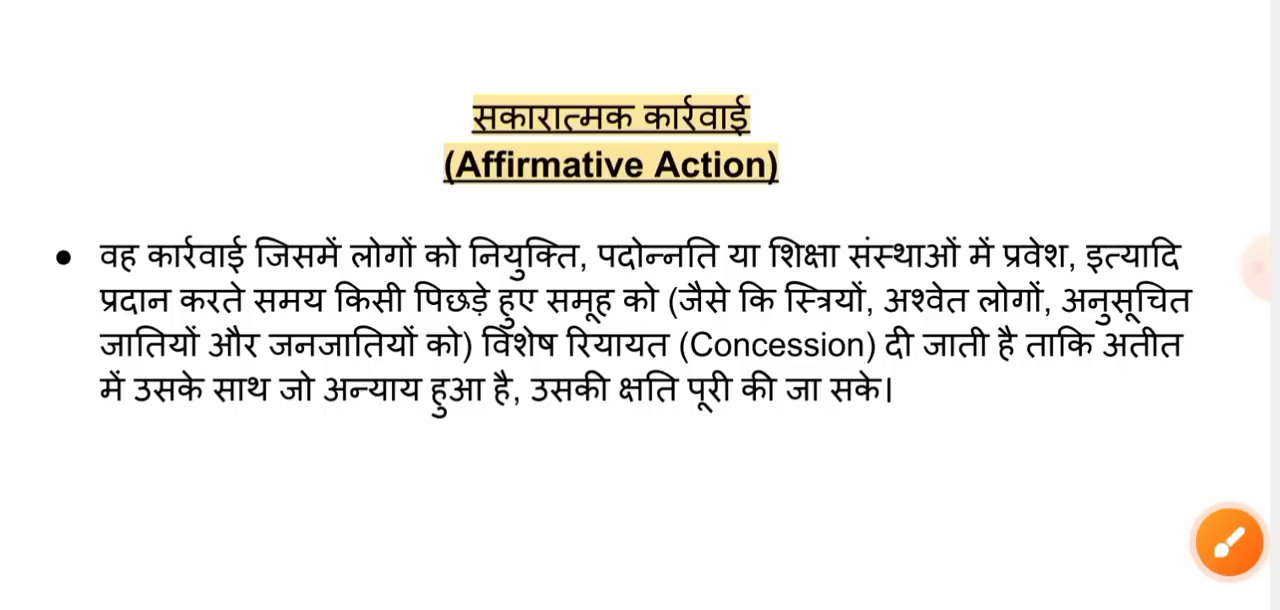 सकारात्मक कार्रवाई
(Affirmative Action)
● वह कार्रवाई जिसमें लोगों को नियुक्ति, पदोन्नति या शिक्षा संस्थाओं में प्रवेश, इत्यादि
प्रदान करते समय किसी पिछड़े हुए समूह को (जैसे कि स्त्रियों, अश्वेत लोगों, अनुसूचित
जातियों और जनजातियों को) विशेष रियायत (Concession) दी जाती है ताकि अतीत
में उसके साथ जो अन्याय हुआ है, उसकी क्षति पूरी की जा सके।